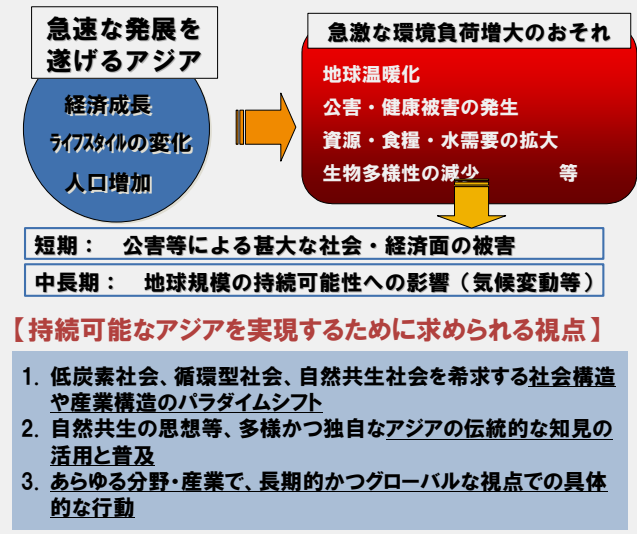 急速な発展を
遂げるアジア
経済成長
ライフスタイルの変化
人口増加
急激な環境負荷増大のおそれ
地球温暖化
公害・健康被害の発生
資源・食糧・水需要の拡大
生物多様性の減少　　　　等
短期：　公害等による甚大な社会・経済面の被害
中長期：　地球規模の持続可能性への影響（気候変動等）
【持続可能なアジアを実現するために求められる視点】
1. 低炭素社会、循環型社会、自然共生社会を希求する社会構造
や産業構造のパラダイムシフト
2. 自然共生の思想等、多様かつ独自なアジアの伝統的な知見の
活用と普及
3. あらゆる分野・産業で、長期的かつグローバルな視点での具体
的な行動